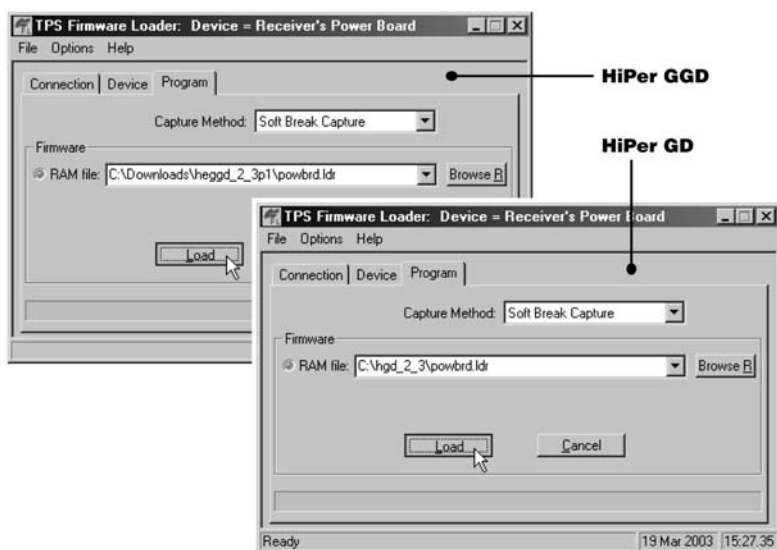 TPS Firmware Loader: Device = Receiver's Power Board
File Options Help
Connection Device Program
Capture Method: Soft Break Capture
Firmware
RAM file: C:\Downloads\heggd_2_3p1\powbrd.ldr Browse R
Load
HiPer GGD
HiPer GD
TPS Firmware Loader: Device = Receiver's Power Board
File Options Help
Connection Device Program
Capture Method: Soft Break Capture
Firmware
RAM file: C:\hgd_2_3\powbrd.ldr Browse R
Load Cancel
Ready 19 Mar 2003 15:27.35